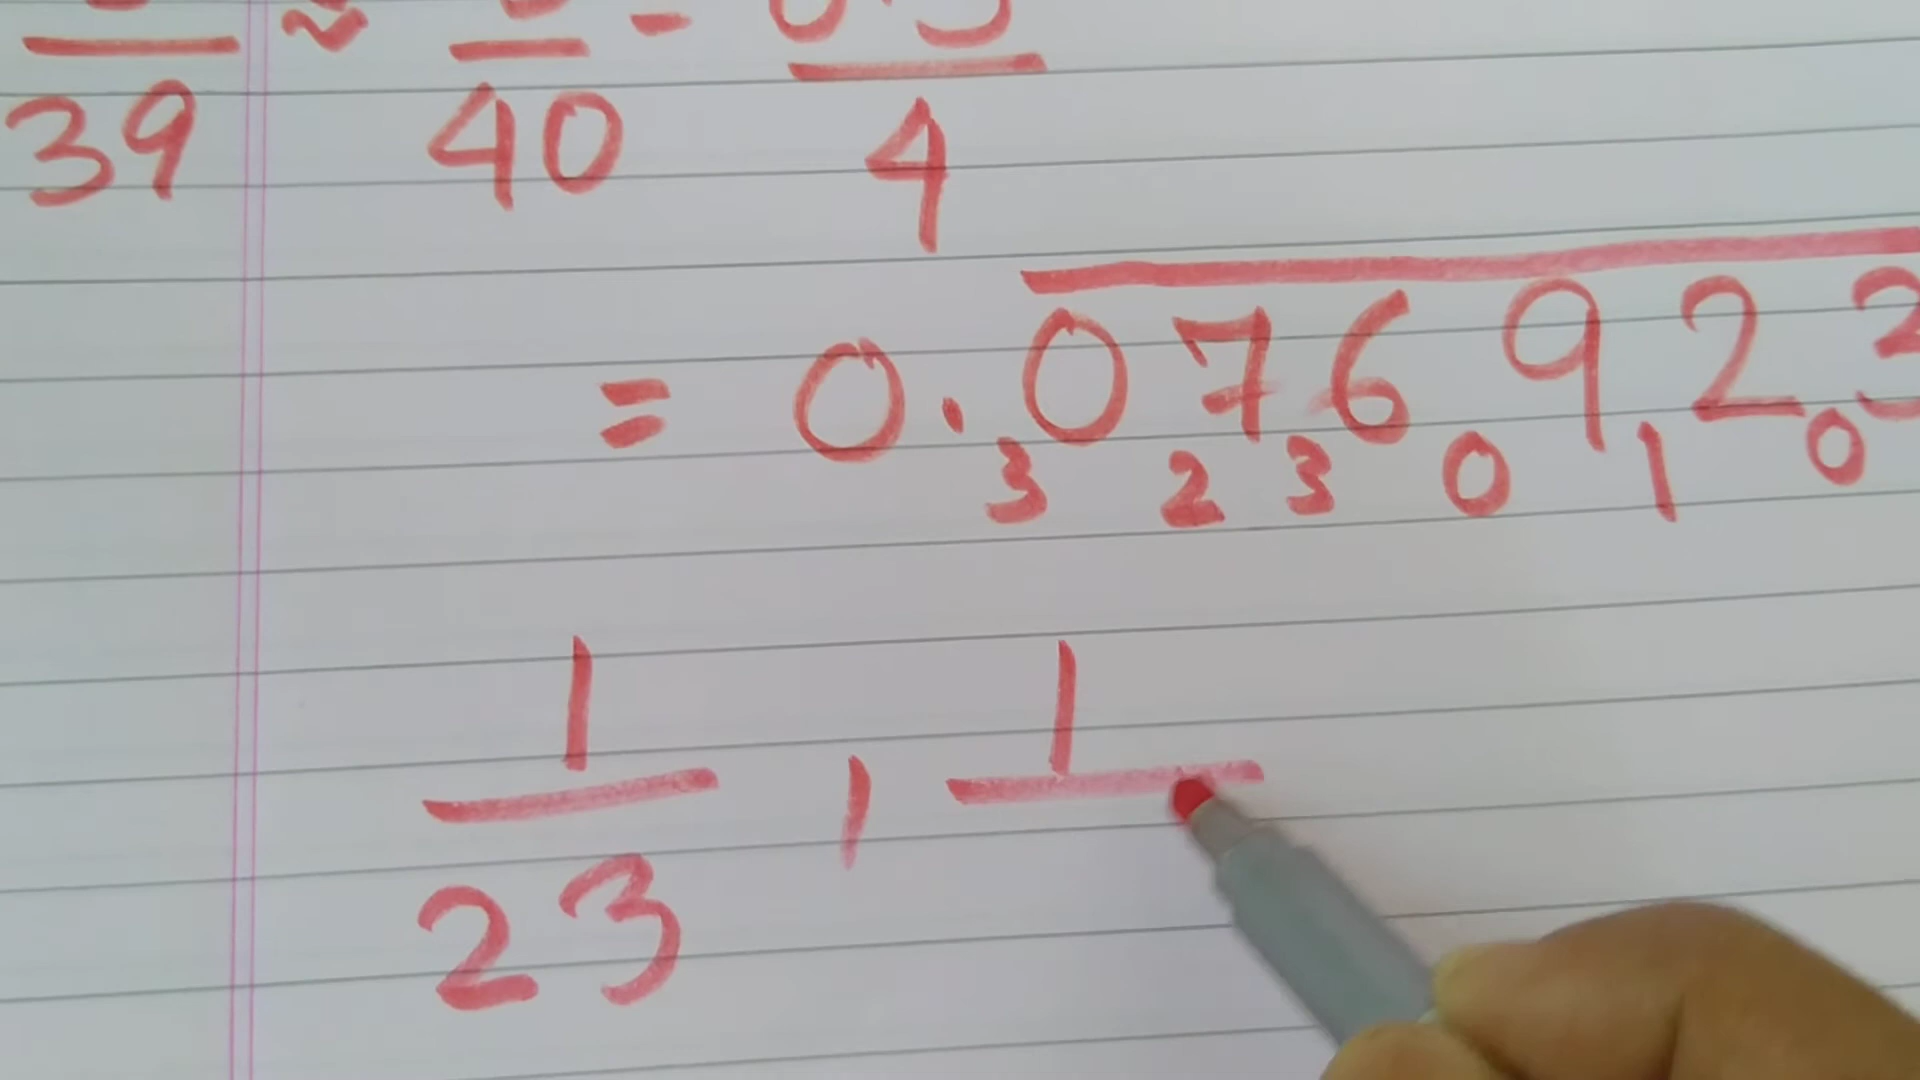 39 ≈ 40 - 4
= 0.076923
3 2 3 0 1 0
1 1
23 ,